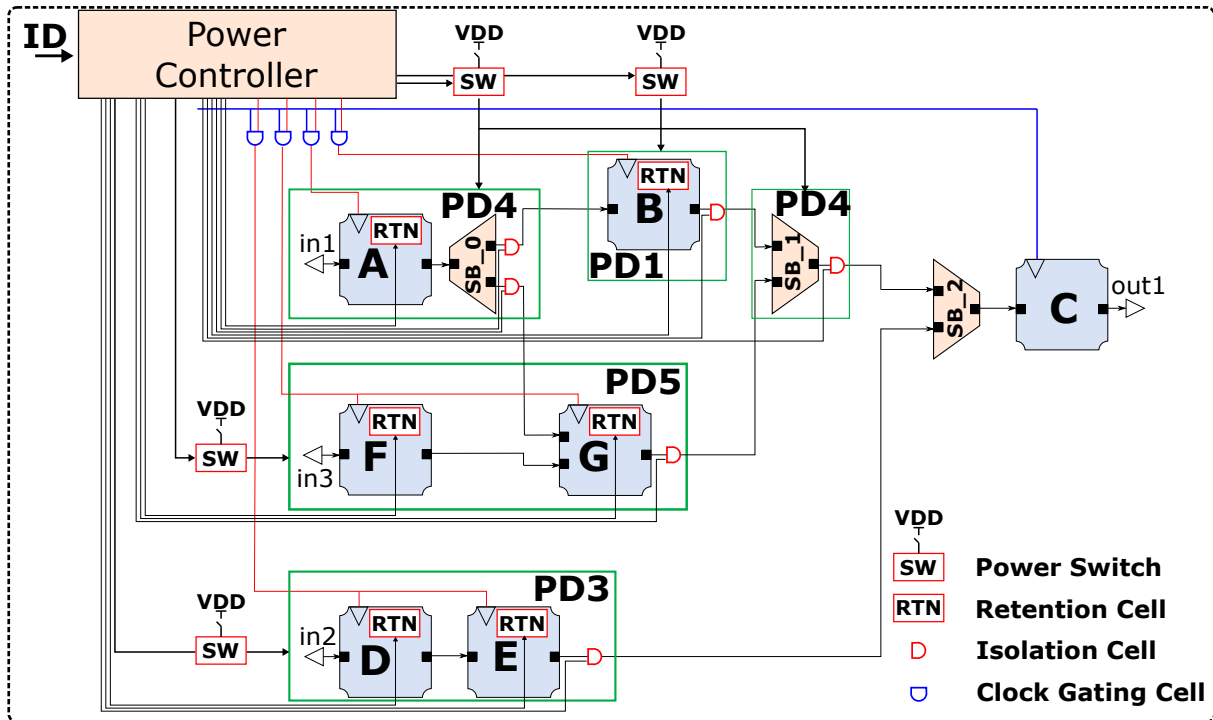 ID
Power
Controller
VDD
SW
VDD
SW
PD4
in1
A
RTN
SB_0
B
RTN
PD1
PD4
SB_1
SB_2
C
out1
PD5
VDD
SW
in3
F
RTN
G
RTN
PD3
VDD
SW
in2
D
RTN
E
RTN
VDD
SW
Power Switch
RTN
Retention Cell
Isolation Cell
Clock Gating Cell